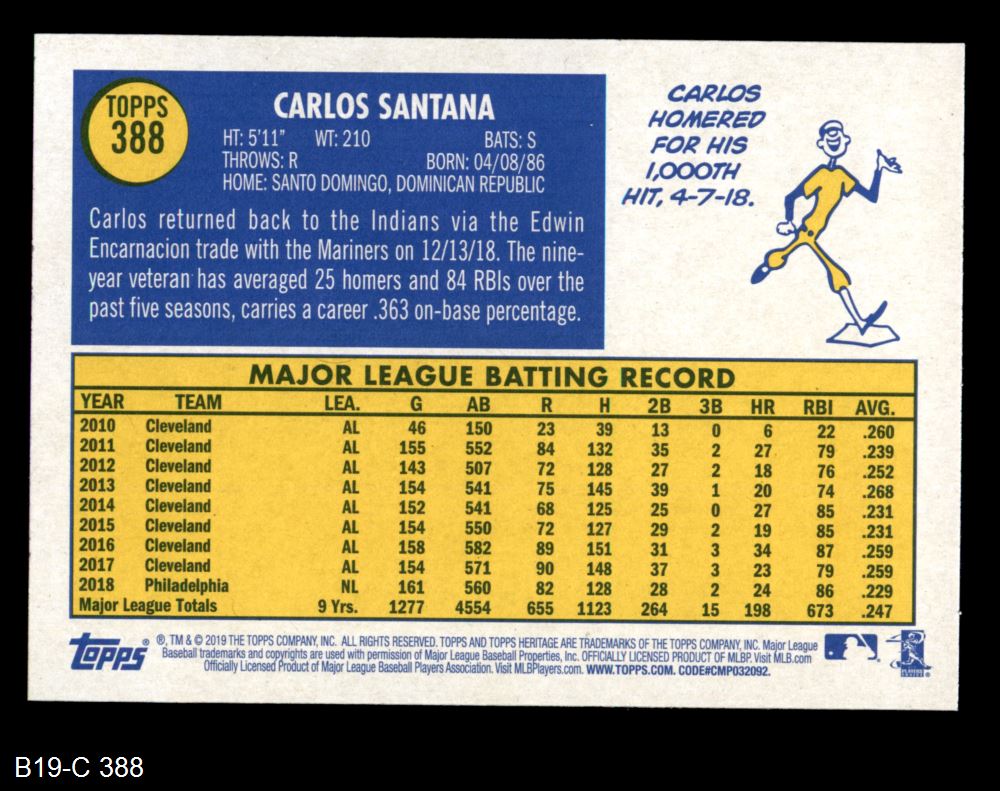 TOPPS
388
CARLOS SANTANA
HT: 5'11" WT: 210 BATS: S
THROWS: R BORN: 04/08/86
HOME: SANTO DOMINGO, DOMINICAN REPUBLIC
Carlos returned back to the Indians via the Edwin
Encarnacion trade with the Mariners on 12/13/18. The nine-
year veteran has averaged 25 homers and 84 RBIs over the
past five seasons, carries a career .363 on-base percentage.
CARLOS
HOMERED
FOR HIS
1,000TH
HIT, 4-7-18.
MAJOR LEAGUE BATTING RECORD
YEAR TEAM LEA. G AB R H 2B 3B HR RBI AVG.
2010 Cleveland AL 46 150 23 39 13 0 6 22 .260
2011 Cleveland AL 155 552 84 132 35 2 27 79 .239
2012 Cleveland AL 143 507 72 128 27 2 18 76 .252
2013 Cleveland AL 154 541 75 145 39 1 20 74 .268
2014 Cleveland AL 152 541 68 125 25 0 27 85 .231
2015 Cleveland AL 154 550 72 127 29 2 19 85 .231
2016 Cleveland AL 158 582 89 151 31 3 34 87 .259
2017 Cleveland AL 154 571 90 148 37 3 23 79 .259
2018 Philadelphia NL 161 560 82 128 28 2 24 86 .229
Major League Totals 9 Yrs. 1277 4554 655 1123 264 15 198 673 .247
topps ®
®, TM & © 2019 THE TOPPS COMPANY, INC. ALL RIGHTS RESERVED. TOPPS AND TOPPS HERITAGE ARE TRADEMARKS OF THE TOPPS COMPANY, INC. Major League
Baseball trademarks and copyrights are used with permission of Major League Baseball Properties, Inc. OFFICIALLY LICENSED PRODUCT OF MLBP. Visit MLB.com
Officially Licensed Product of Major League Baseball Players Association. Visit MLBPlayers.com. WWW.TOPPS.COM. CODE#CMP032092.
B19-C 388